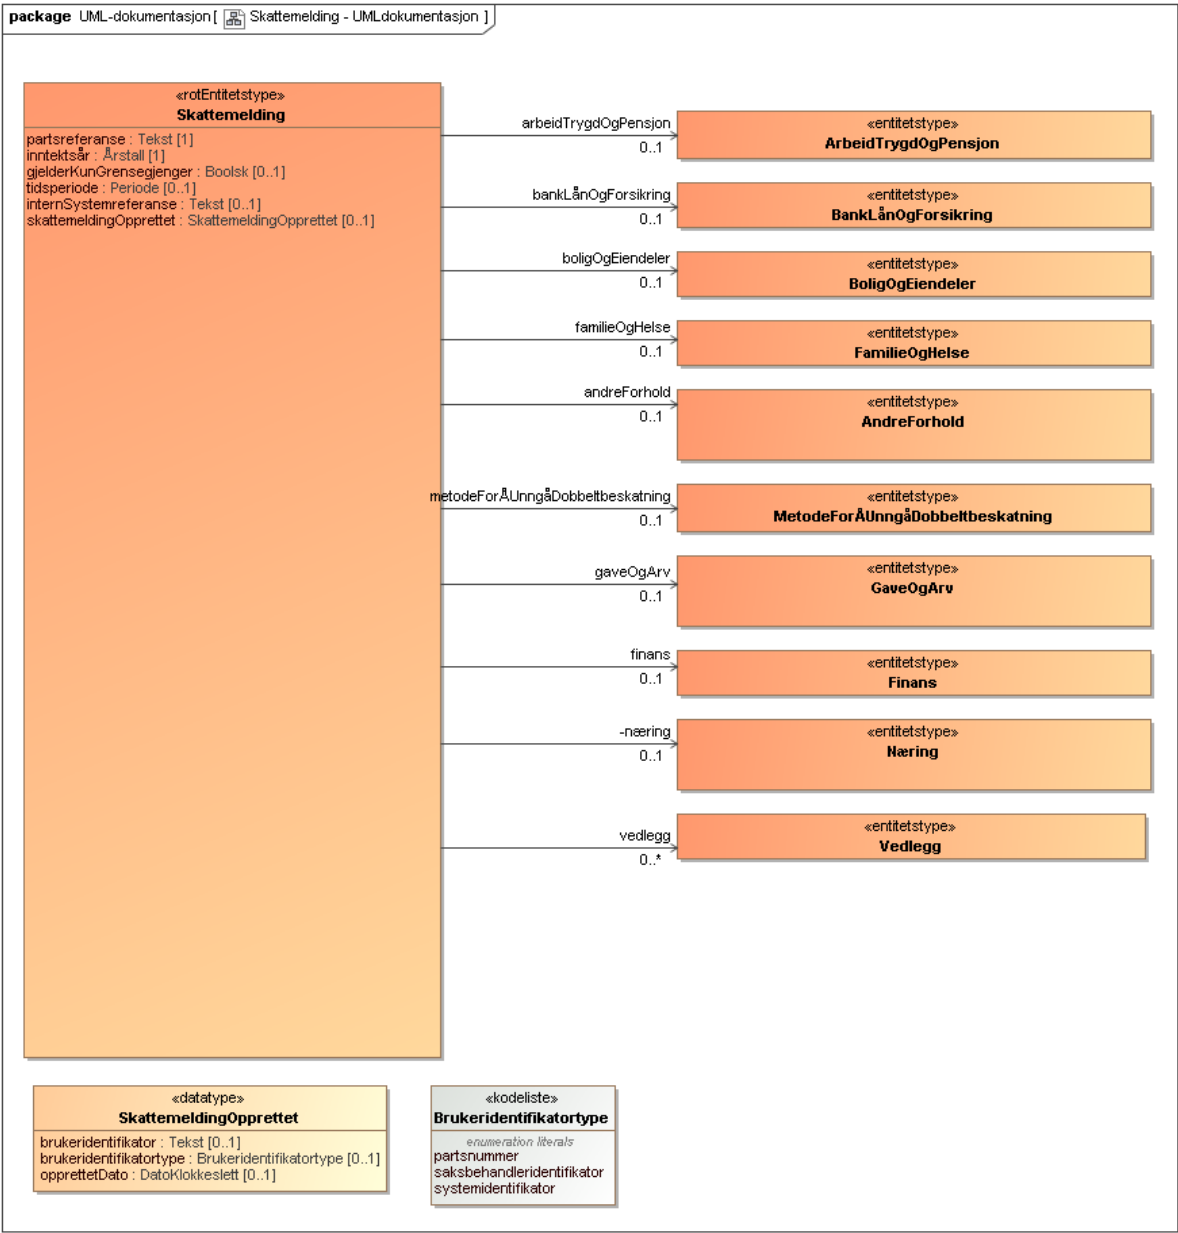 package UML-dokumentasjon [ Skattemelding - UMLdokumentasjon ]
«rotEntitetstype»
Skattemelding
partsreferanse : Tekst [1]
inntektsår : Årstall [1]
gjelderKunGrensegjenger : Boolsk [0..1]
tidsperiode : Periode [0..1]
internSystemreferanse : Tekst [0..1]
skattemeldingOpprettet : SkattemeldingOpprettet [0..1]
arbeidTrygdOgPensjon
0..1
«entitetstype»
ArbeidTrygdOgPensjon
bankLånOgForsikring
0..1
«entitetstype»
BankLånOgForsikring
boligOgEiendeler
0..1
«entitetstype»
BoligOgEiendeler
familieOgHelse
0..1
«entitetstype»
FamilieOgHelse
andreForhold
0..1
«entitetstype»
AndreForhold
metodeForÅUnngåDobbeltbeskatning
0..1
«entitetstype»
MetodeForÅUnngåDobbeltbeskatning
gaveOgArv
0..1
«entitetstype»
GaveOgArv
finans
0..1
«entitetstype»
Finans
-næring
0..1
«entitetstype»
Næring
vedlegg
0..*
«entitetstype»
Vedlegg
«datatype»
SkattemeldingOpprettet
brukeridentifikator : Tekst [0..1]
brukeridentifikatortype : Brukeridentifikatortype [0..1]
opprettetDato : DatoKlokkeslett [0..1]
«kodeliste»
Brukeridentifikatortype
enumeration literals
partsnummer
saksbehandleridentifikator
systemidentifikator